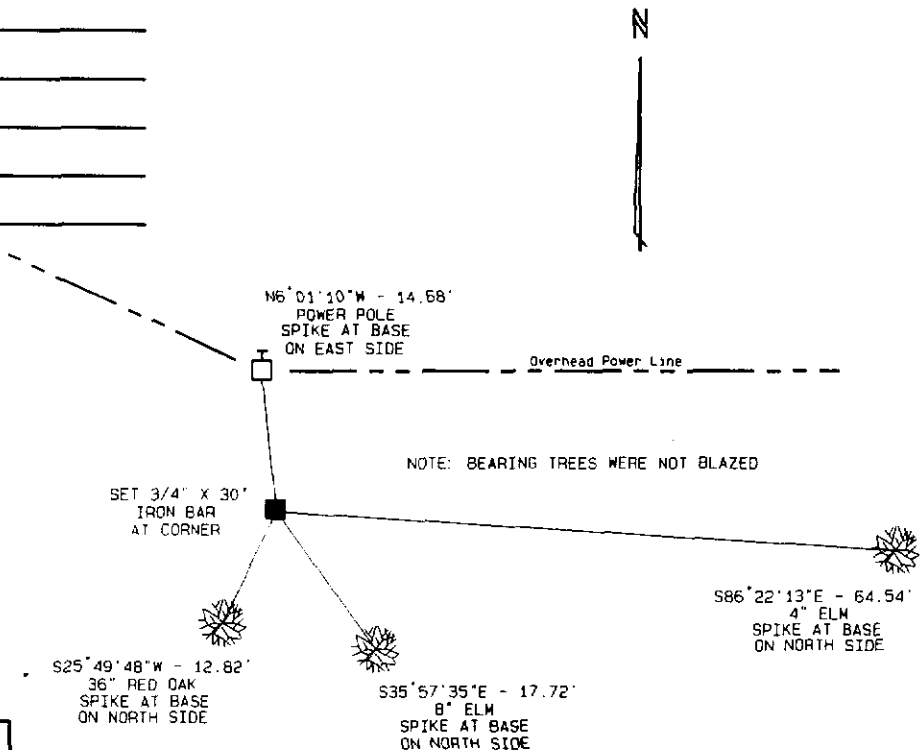 N
N6°01'10"W - 14.68'
POWER POLE
SPIKE AT BASE
ON EAST SIDE
Overhead Power Line
NOTE: BEARING TREES WERE NOT BLAZED
SET 3/4" X 30"
IRON BAR
AT CORNER
S86°22'13"E - 64.54'
4" ELM
SPIKE AT BASE
ON NORTH SIDE
S25°49'48"W - 12.82'
36" RED OAK
SPIKE AT BASE
ON NORTH SIDE
S35°57'35"E - 17.72'
8" ELM
SPIKE AT BASE
ON NORTH SIDE